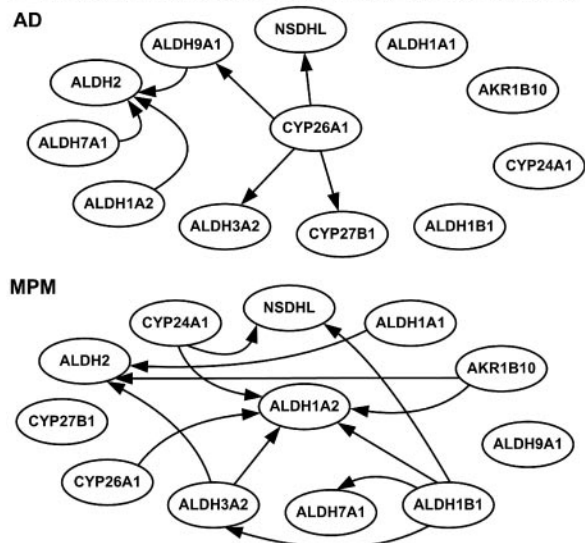 AD
NSDHL
ALDH9A1
ALDH1A1
ALDH2
AKR1B10
CYP26A1
ALDH7A1
CYP24A1
ALDH1A2
ALDH3A2
CYP27B1
ALDH1B1
MPM
NSDHL
CYP24A1
ALDH1A1
ALDH2
AKR1B10
ALDH1A2
CYP27B1
ALDH9A1
CYP26A1
ALDH3A2
ALDH7A1
ALDH1B1